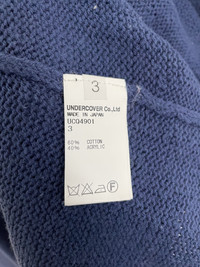 3
UNDERCOVER Co.,Ltd
MADE IN JAPAN
UCQ4901
3
60% COTTON
40% ACRYLIC
F